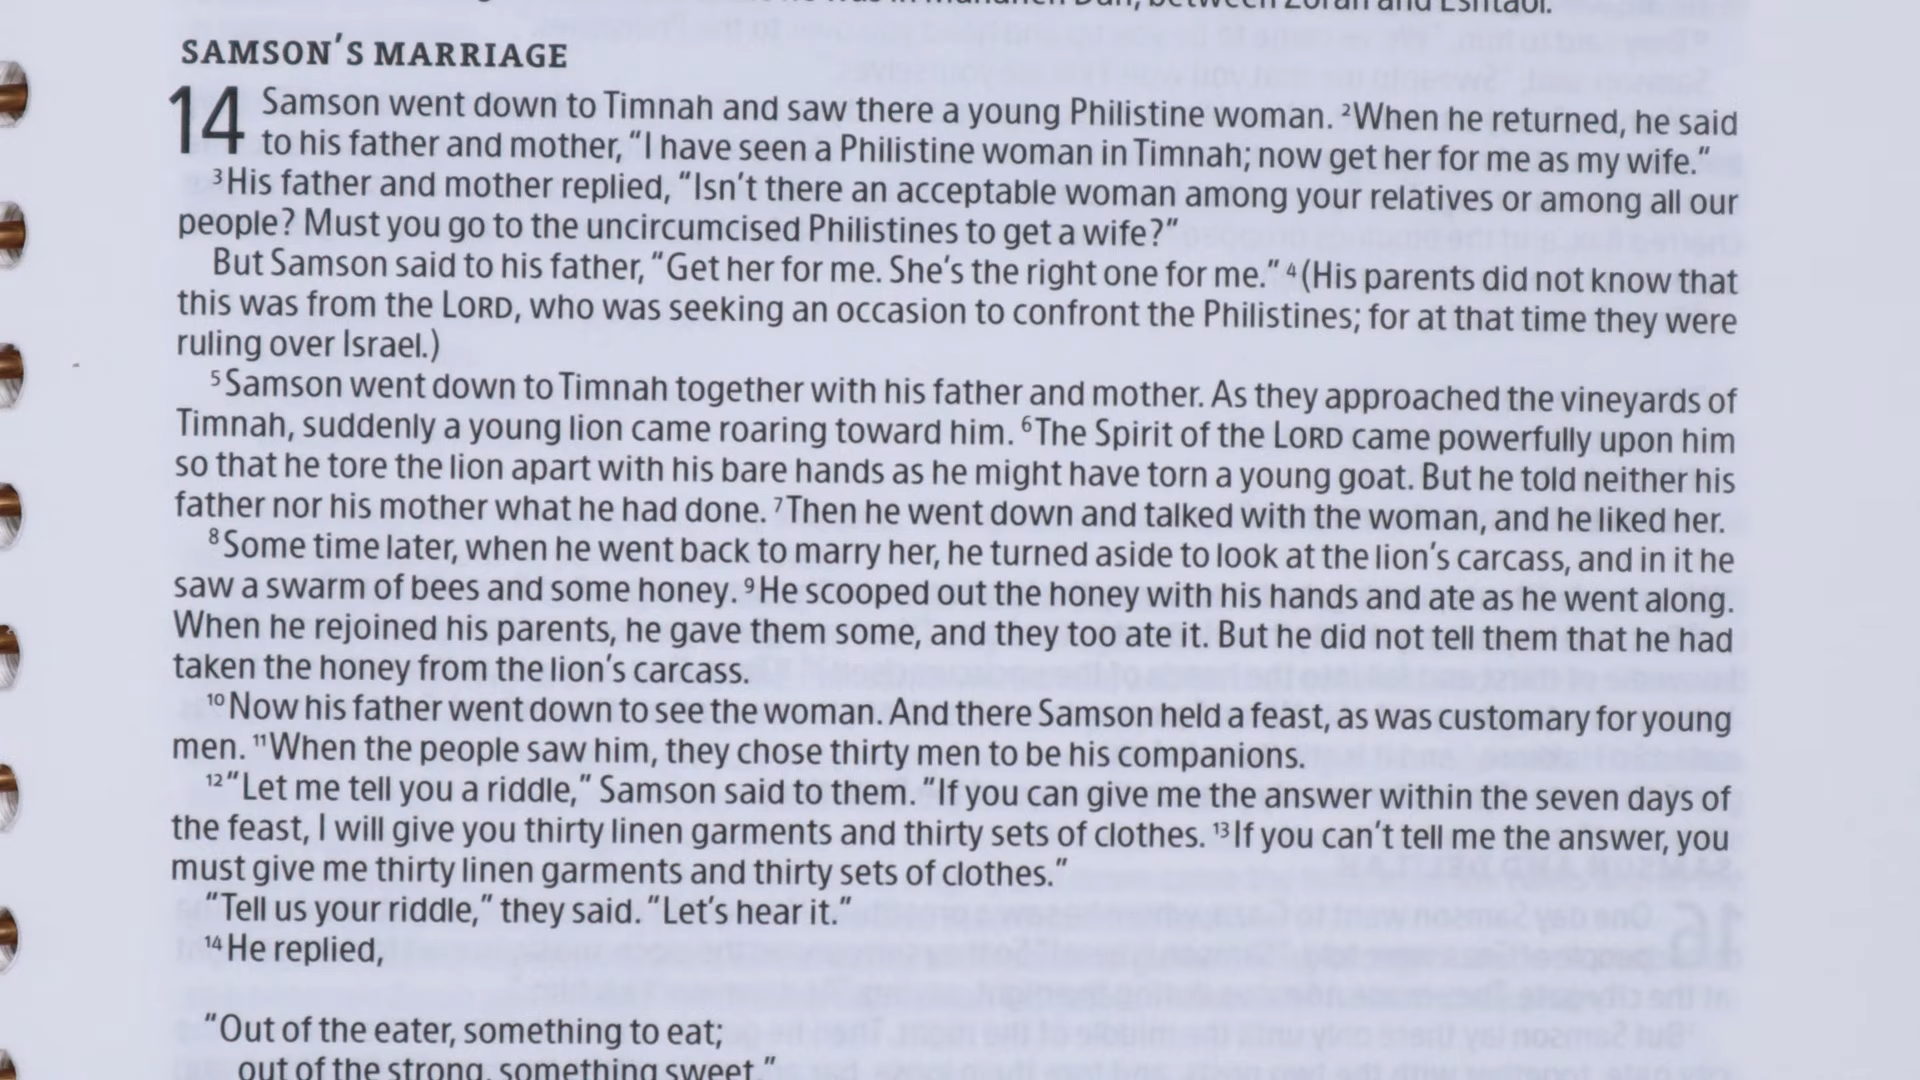 he was in Mahaneh Dan, between Zorah and Eshtaol.
SAMSON'S MARRIAGE
14 Samson went down to Timnah and saw there a young Philistine woman. ²When he returned, he said
to his father and mother, “I have seen a Philistine woman in Timnah; now get her for me as my wife.”
³His father and mother replied, “Isn't there an acceptable woman among your relatives or among all our
people? Must you go to the uncircumcised Philistines to get a wife?”
But Samson said to his father, “Get her for me. She's the right one for me.” ⁴(His parents did not know that
this was from the LORD, who was seeking an occasion to confront the Philistines; for at that time they were
ruling over Israel.)
⁵Samson went down to Timnah together with his father and mother. As they approached the vineyards of
Timnah, suddenly a young lion came roaring toward him. ⁶The Spirit of the LORD came powerfully upon him
so that he tore the lion apart with his bare hands as he might have torn a young goat. But he told neither his
father nor his mother what he had done. ⁷Then he went down and talked with the woman, and he liked her.
⁸Some time later, when he went back to marry her, he turned aside to look at the lion's carcass, and in it he
saw a swarm of bees and some honey. ⁹He scooped out the honey with his hands and ate as he went along.
When he rejoined his parents, he gave them some, and they too ate it. But he did not tell them that he had
taken the honey from the lion's carcass.
¹⁰Now his father went down to see the woman. And there Samson held a feast, as was customary for young
men. ¹¹When the people saw him, they chose thirty men to be his companions.
¹²“Let me tell you a riddle,” Samson said to them. “If you can give me the answer within the seven days of
the feast, I will give you thirty linen garments and thirty sets of clothes. ¹³If you can't tell me the answer, you
must give me thirty linen garments and thirty sets of clothes.”
“Tell us your riddle,” they said. “Let's hear it.”
¹⁴He replied,
“Out of the eater, something to eat;
out of the strong, something sweet.”